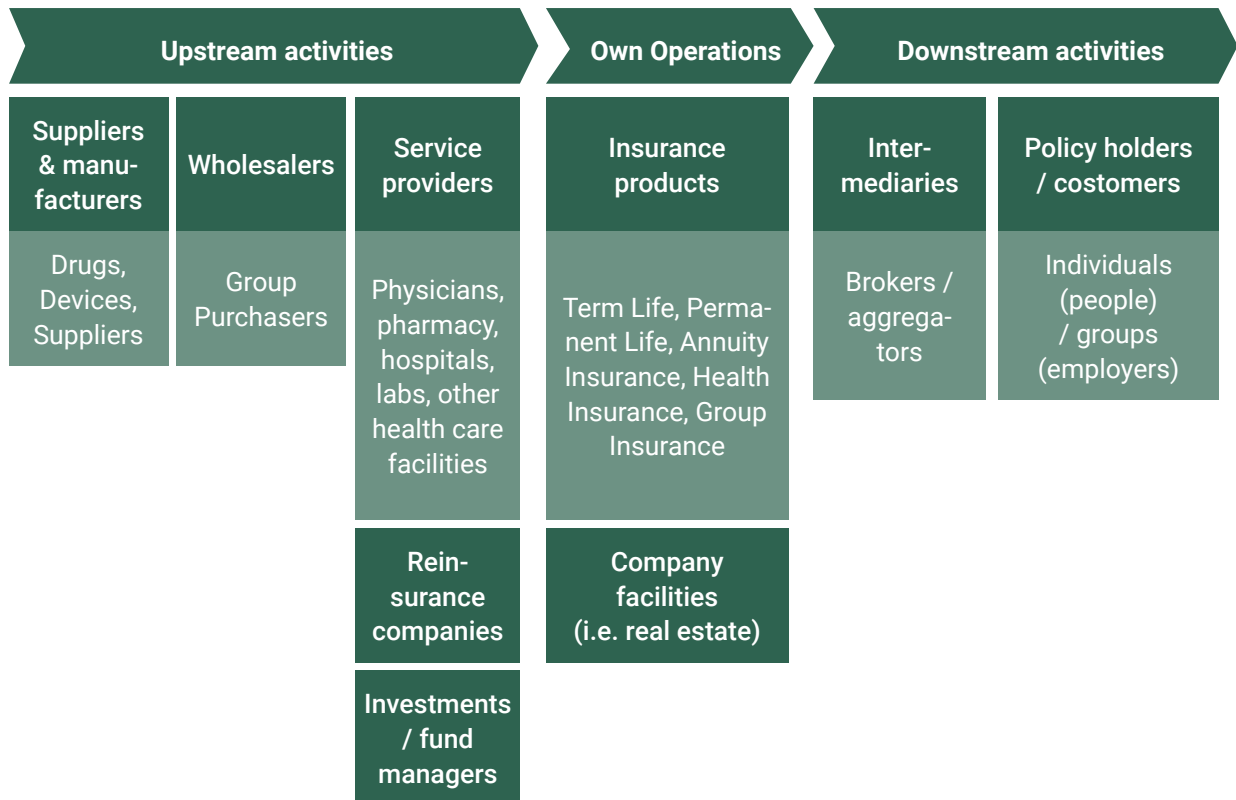 Upstream activities
Own Operations
Downstream activities
Suppliers
& manu-
facturers
Drugs,
Devices,
Suppliers
Wholesalers
Group
Purchasers
Service
providers
Physicians,
pharmacy,
hospitals,
labs, other
health care
facilities
Rein-
surance
companies
Investments
/ fund
managers
Insurance
products
Term Life, Perma-
nent Life, Annuity
Insurance, Health
Insurance, Group
Insurance
Company
facilities
(i.e. real estate)
Inter-
mediaries
Brokers /
aggrega-
tors
Policy holders
/ costomers
Individuals
(people)
/ groups
(employers)